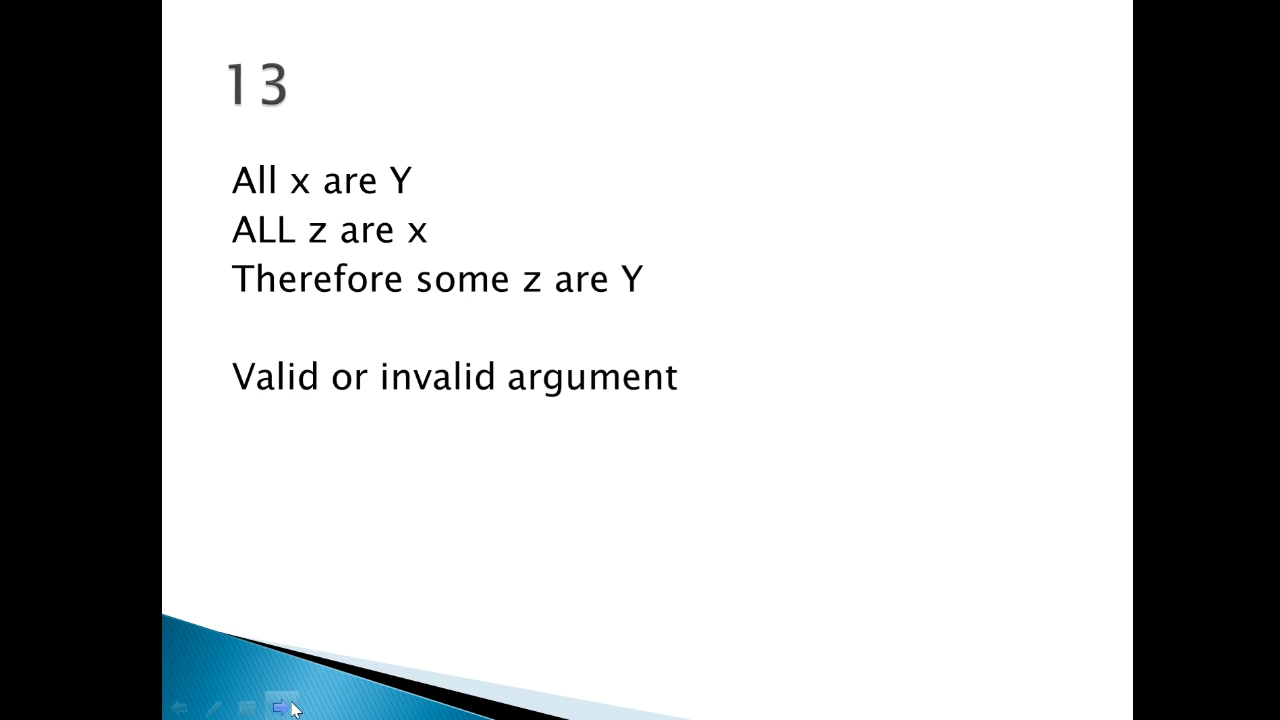 13
All x are Y
ALL z are x
Therefore some z are Y
Valid or invalid argument